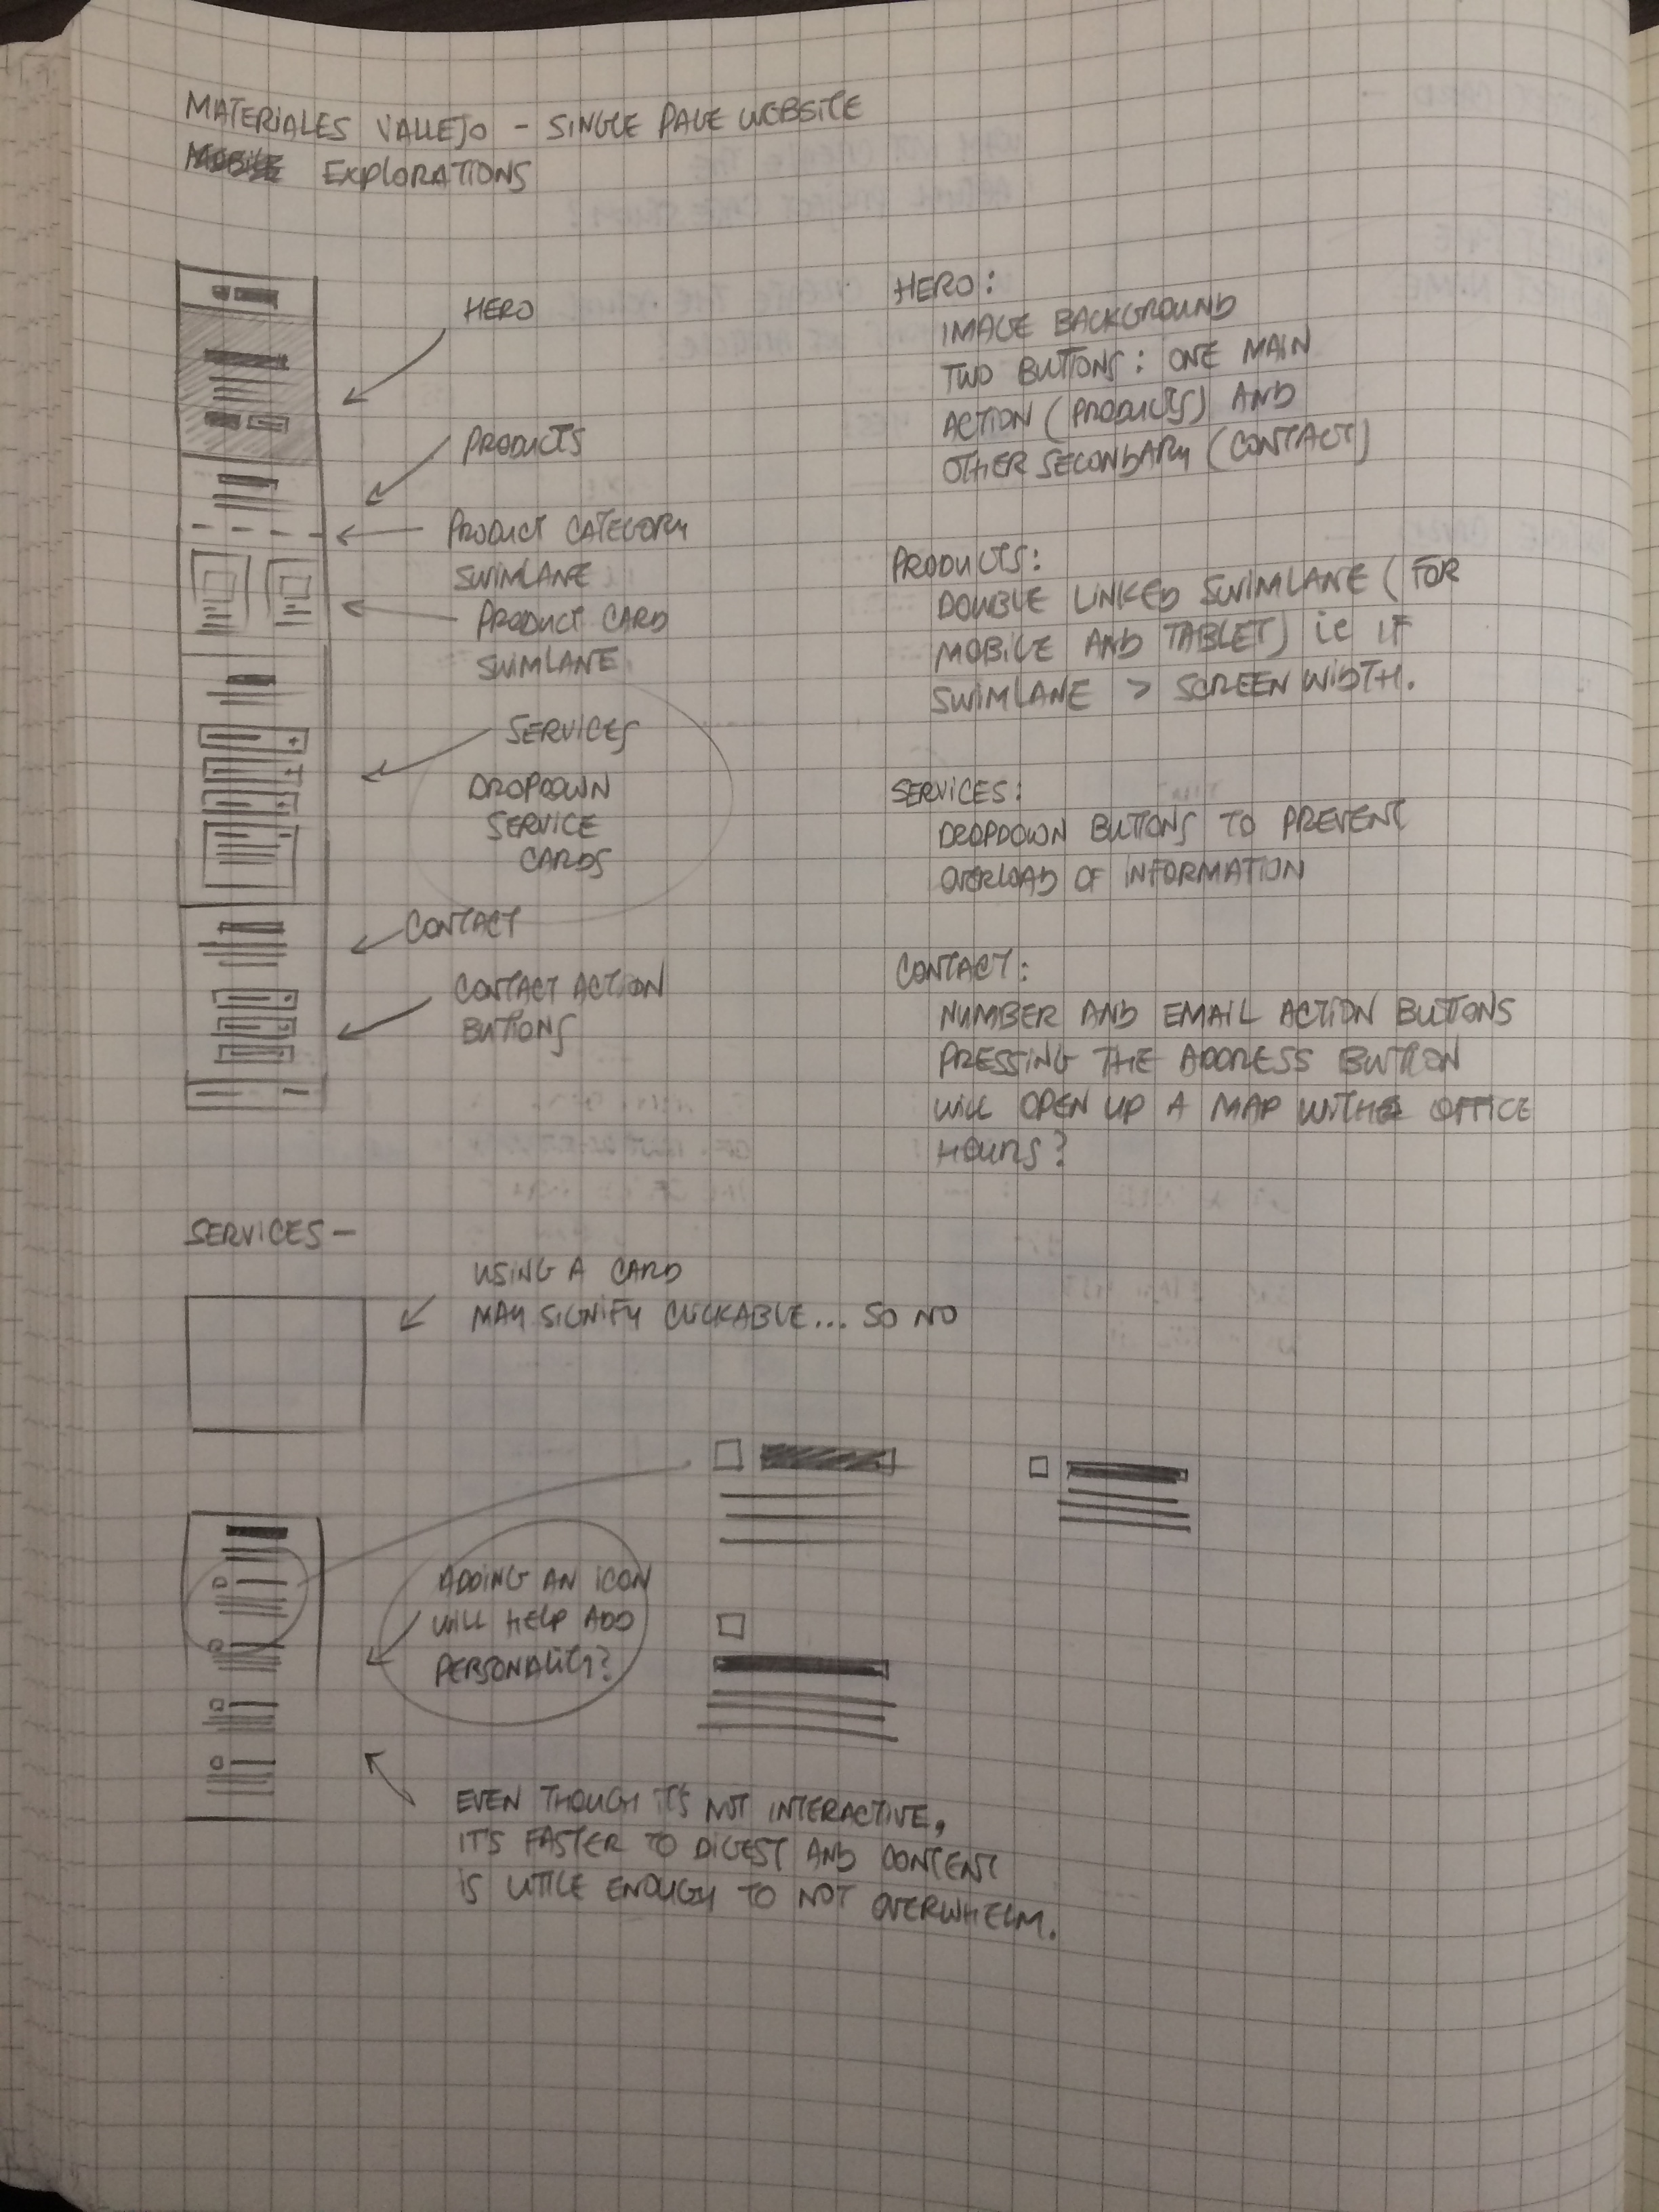 MATERIALES VALLEJO - SINGLE PAGE WEBSITE
MOBILE EXPLORATIONS
HERO
PRODUCTS
PRODUCT CATEGORY
SWIMLANE
PRODUCT CARD
SWIMLANE
SERVICES
DROPDOWN
SERVICE
CARDS
CONTACT
CONTACT ACTION
BUTTONS
HERO:
IMAGE BACKGROUND
TWO BUTTONS: ONE MAIN
ACTION (PRODUCTS) AND
OTHER SECONDARY (CONTACT)
PRODUCTS:
DOUBLE LINKED SWIMLANE (FOR
MOBILE AND TABLET) ie IF
SWIMLANE > SCREEN WIDTH.
SERVICES:
DROPDOWN BUTTONS TO PREVENT
OVERLOAD OF INFORMATION
CONTACT:
NUMBER AND EMAIL ACTION BUTTONS
PRESSING THE ADDRESS BUTTON
WILL OPEN UP A MAP WITH OFFICE
HOURS?
SERVICES -
USING A CARD
MAY SIGNIFY CLICKABLE... SO NO
ADDING AN ICON
WILL HELP ADD
PERSONALITY?
EVEN THOUGH IT'S NOT INTERACTIVE,
IT'S FASTER TO DIGEST AND CONTENT
IS LITTLE ENOUGH TO NOT OVERWHELM.